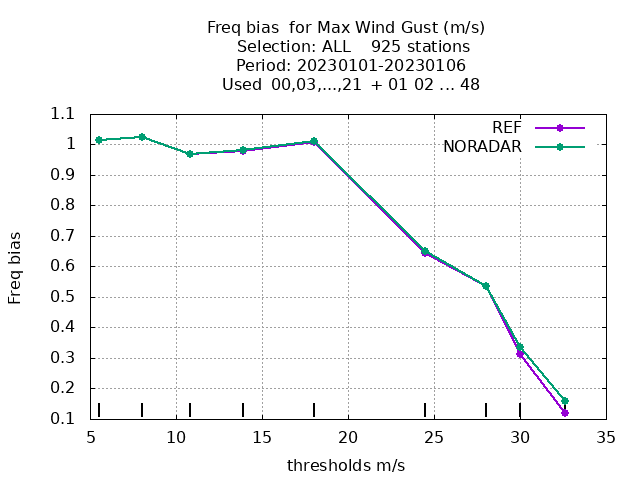 Freq bias  for Max Wind Gust (m/s)
Selection: ALL    925 stations
Period: 20230101-20230106
Used  00,03,...,21  + 01 02 ... 48
REF
NORADAR
1.1
1
0.9
0.8
0.7
0.6
0.5
0.4
0.3
0.2
0.1
Freq bias
5 10 15 20 25 30 35
thresholds m/s